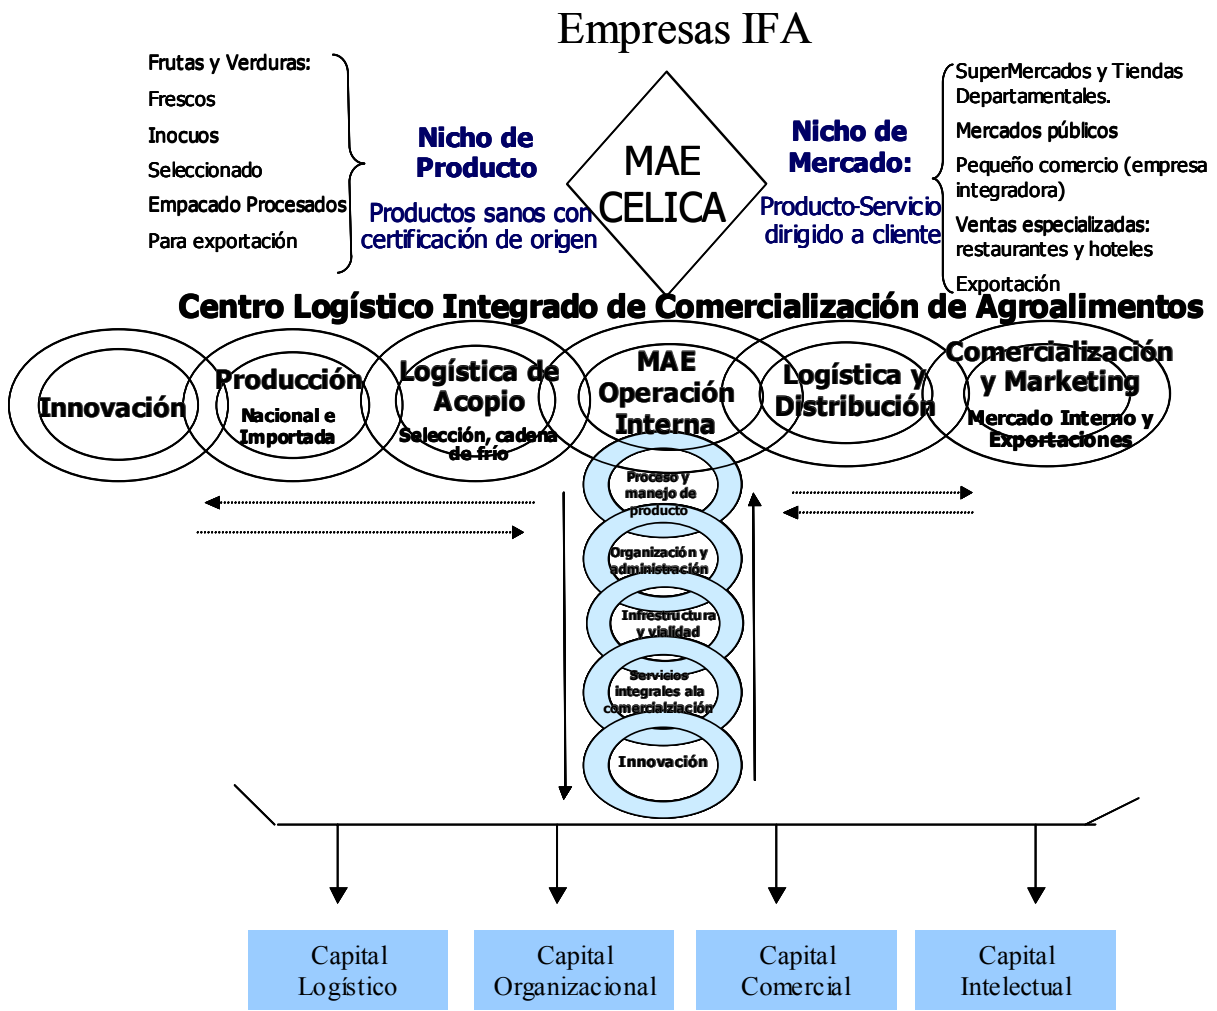 Empresas IFA
Frutas y Verduras:
Frescos
Inocuos
Seleccionado
Empacado Procesados
Para exportación
Nicho de
Producto
Productos sanos con
certificación de origen
MAE
CELICA
Nicho de
Mercado:
Producto-Servicio
dirigido a cliente
SuperMercados y Tiendas
Departamentales.
Mercados públicos
Pequeño comercio (empresa
integradora)
Ventas especializadas:
restaurantes y hoteles
Exportación
Centro Logístico Integrado de Comercialización de Agroalimentos
Innovación
Producción
Nacional e
Importada
Logística de
Acopio
Selección, cadena
de frío
MAE
Operación
Interna
Logística y
Distribución
Comercialización
y Marketing
Mercado Interno y
Exportaciones
Proceso y
manejo de
producto
Organización y
administración
Infrestructura
y vialidad
Servicios
integrales ala
comercialziación
Innovación
Capital
Logístico
Capital
Organizacional
Capital
Comercial
Capital
Intelectual